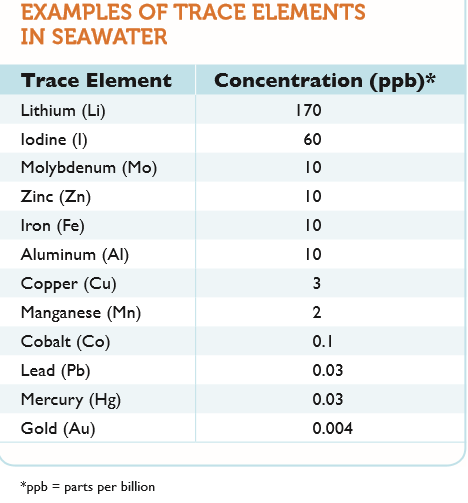 EXAMPLES OF TRACE ELEMENTS
IN SEAWATER
Trace Element Concentration (ppb)*
Lithium (Li) 170
Iodine (I) 60
Molybdenum (Mo) 10
Zinc (Zn) 10
Iron (Fe) 10
Aluminum (Al) 10
Copper (Cu) 3
Manganese (Mn) 2
Cobalt (Co) 0.1
Lead (Pb) 0.03
Mercury (Hg) 0.03
Gold (Au) 0.004
*ppb = parts per billion